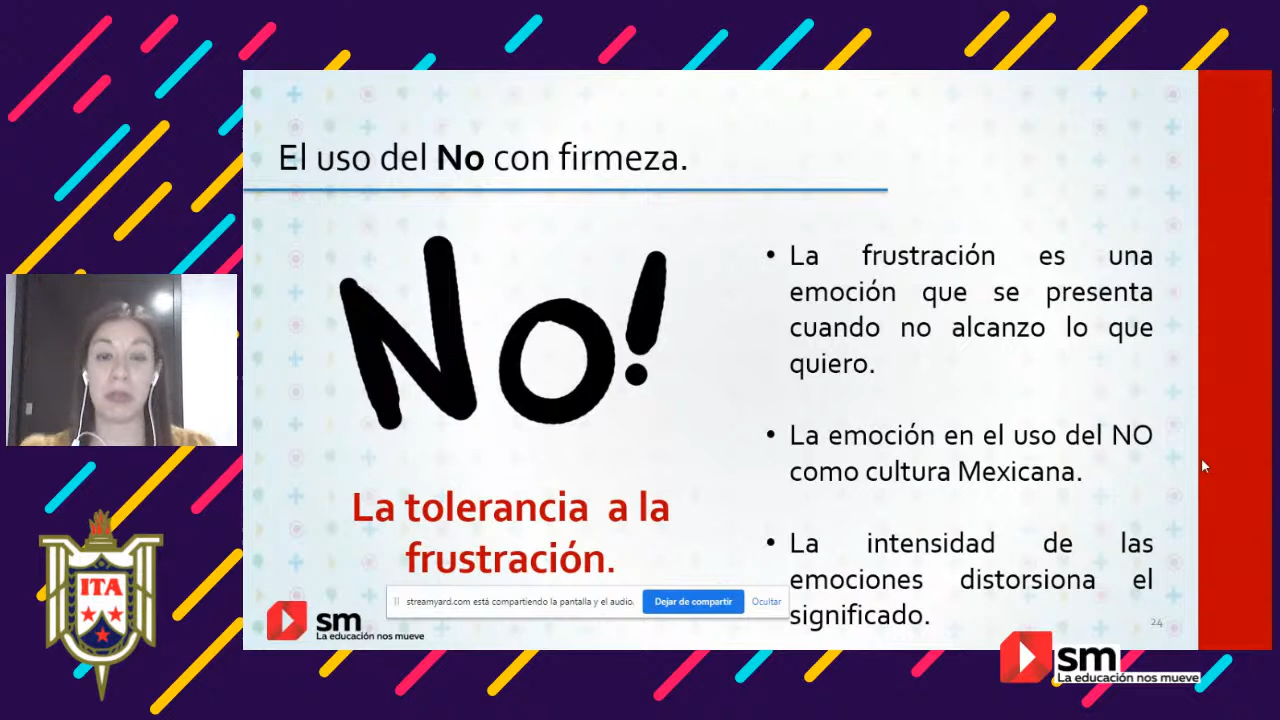 El uso del No con firmeza.
No!
La tolerancia a la
frustración.
• La frustración es una
emoción que se presenta
cuando no alcanzo lo que
quiero.
• La emoción en el uso del NO
como cultura Mexicana.
• La intensidad de las
emociones distorsiona el
significado.
streamyard.com está compartiendo la pantalla y el audio.
Dejar de compartir
Ocultar
sm
La educación nos mueve
24
ITA
sm
La educación nos mueve